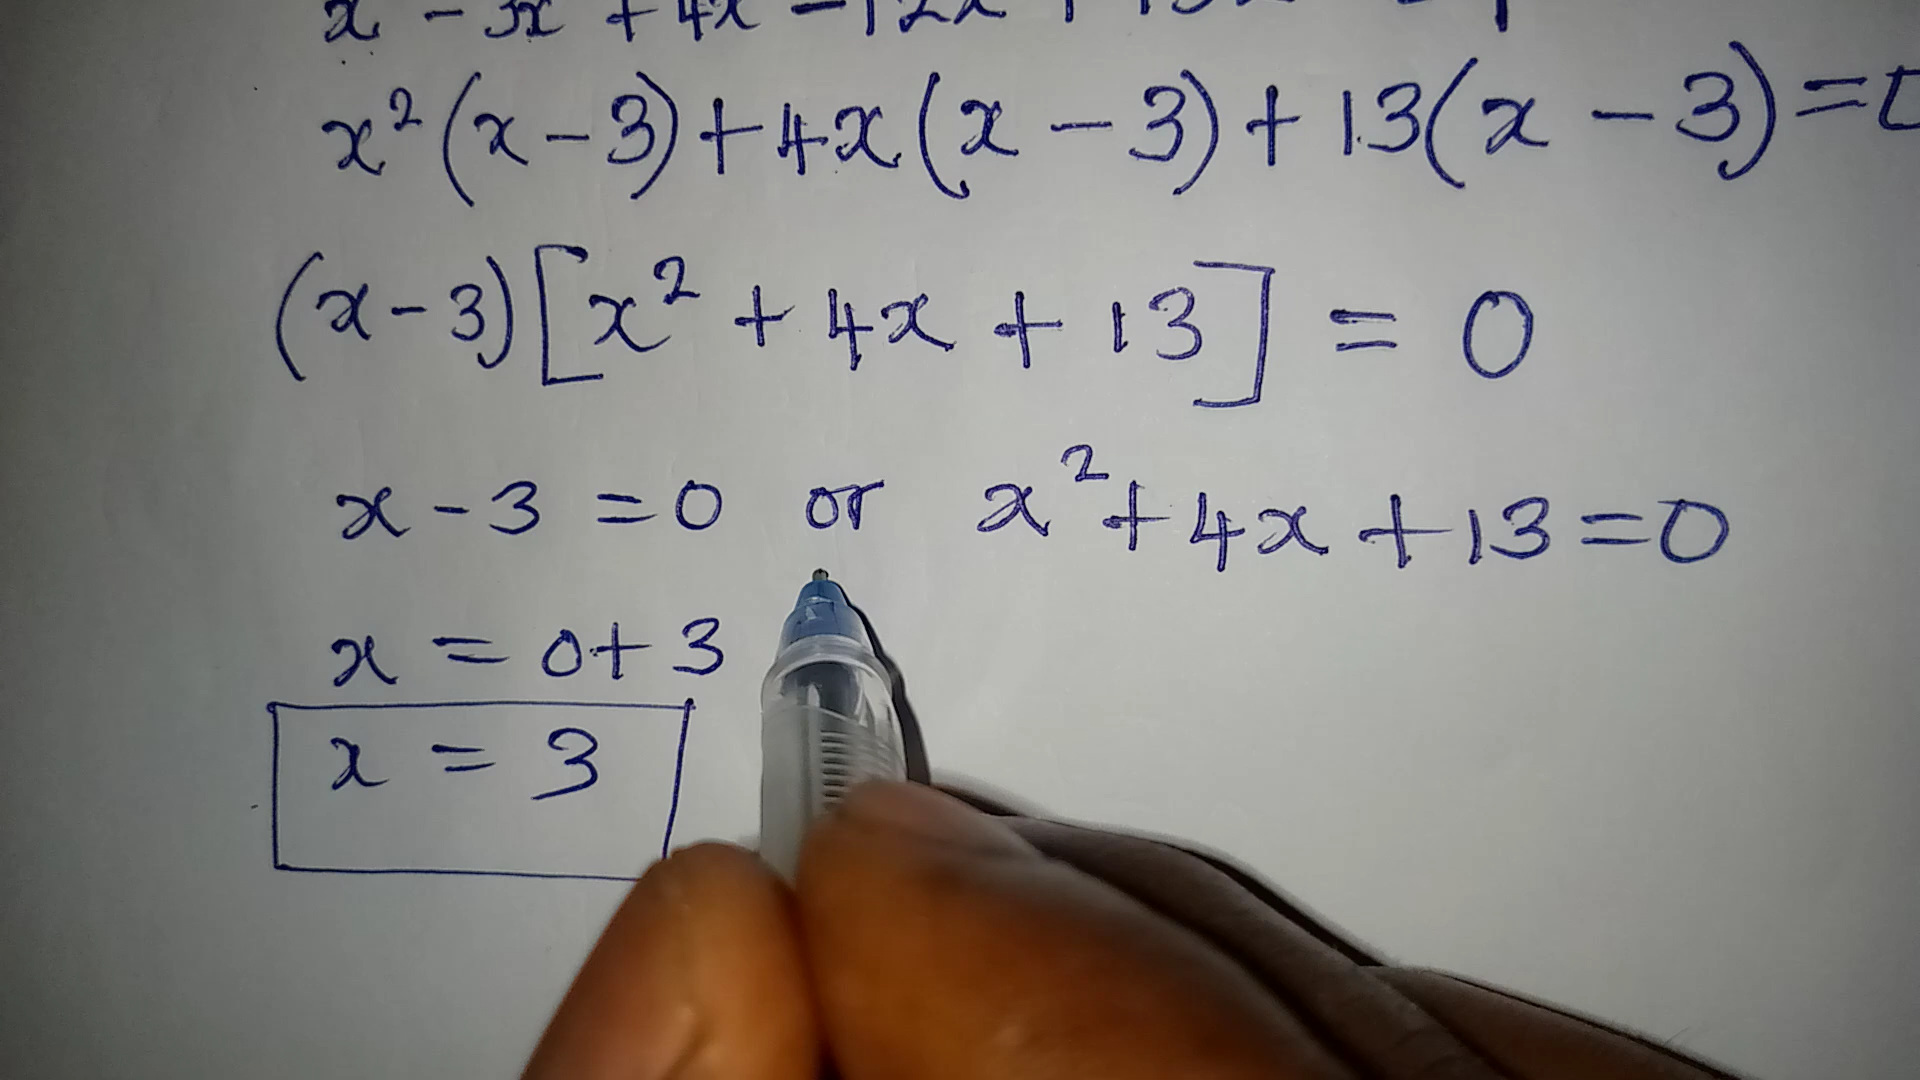 x² (x - 3) + 4x (x - 3) + 13 (x - 3) = 0
(x - 3) [x² + 4x + 13] = 0
x - 3 = 0 or x² + 4x + 13 = 0
x = 0 + 3
x = 3